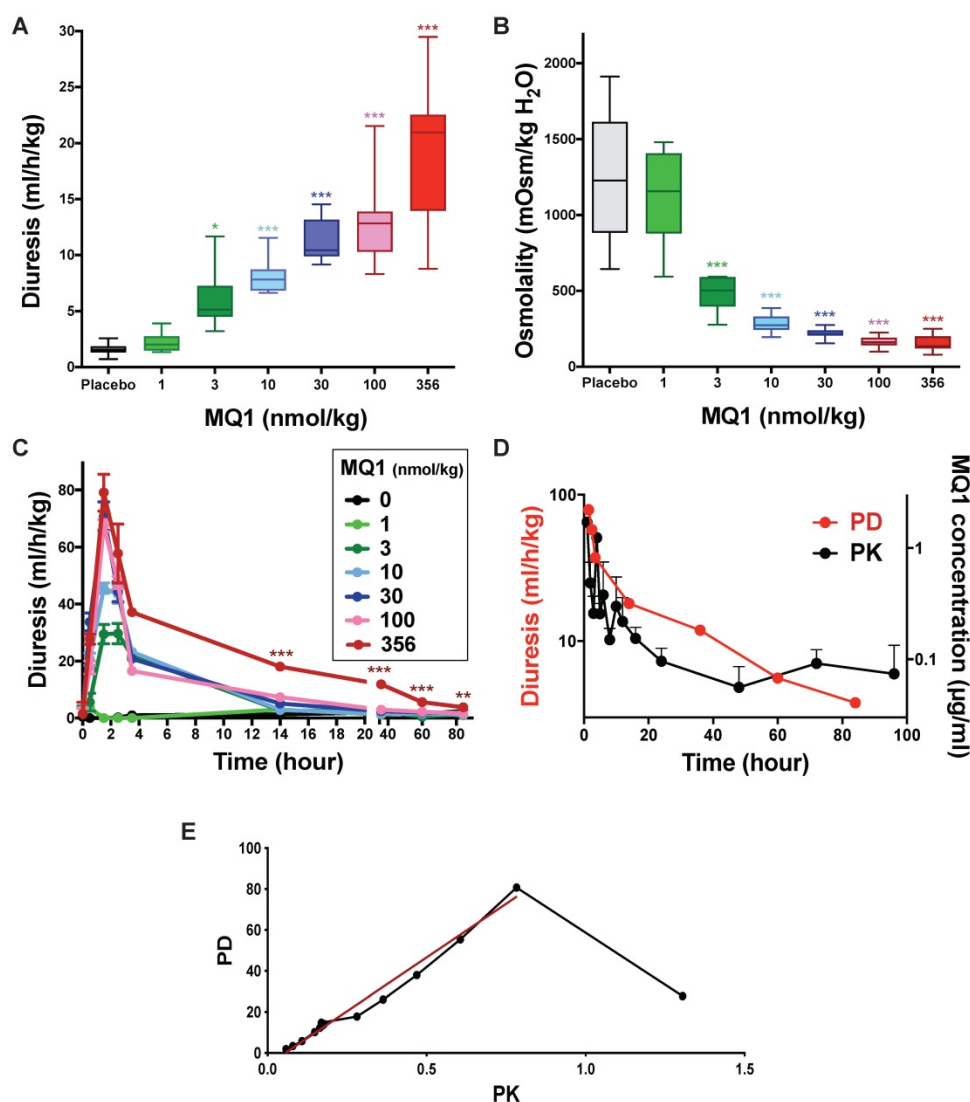 A
Diuresis (ml/h/kg)
30
25
20
15
10
5
0
*
***
***
***
***
Placebo 1 3 10 30 100 356
MQ1 (nmol/kg)
B
Osmolality (mOsm/kg H2O)
2000
1500
1000
500
0
***
***
***
***
***
Placebo 1 3 10 30 100 356
MQ1 (nmol/kg)
C
Diuresis (ml/h/kg)
80
60
40
20
0
MQ1 (nmol/kg)
0
1
3
10
30
100
356
***
***
***
**
0 2 4 6 8 10 12 14 16 18 20 40 60 80
Time (hour)
D
Diuresis (ml/h/kg)
100
10
PD
PK
MQ1 concentration (µg/ml)
1
0.1
0 20 40 60 80 100
Time (hour)
E
PD
100
80
60
40
20
0
0.0 0.5 1.0 1.5
PK